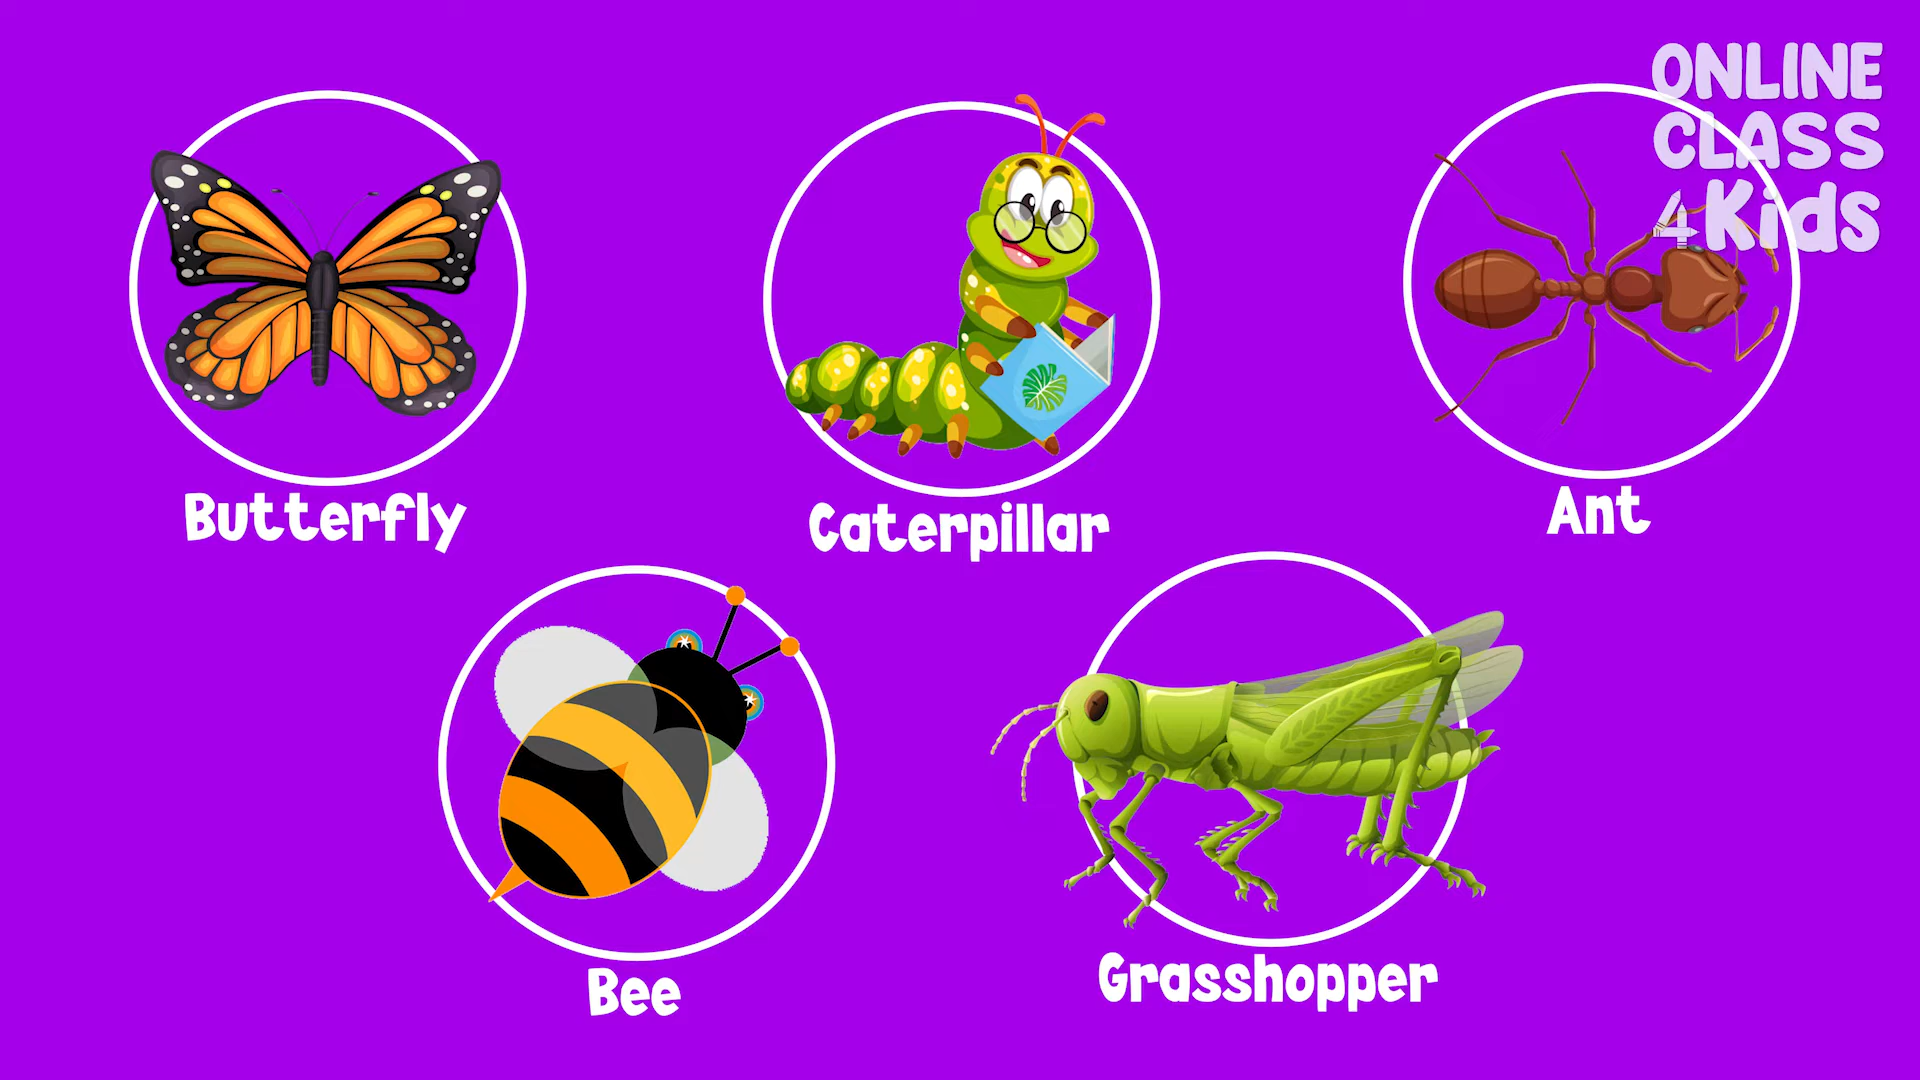 ONLINE
CLASS
4Kids
Butterfly
Caterpillar
Ant
Bee
Grasshopper